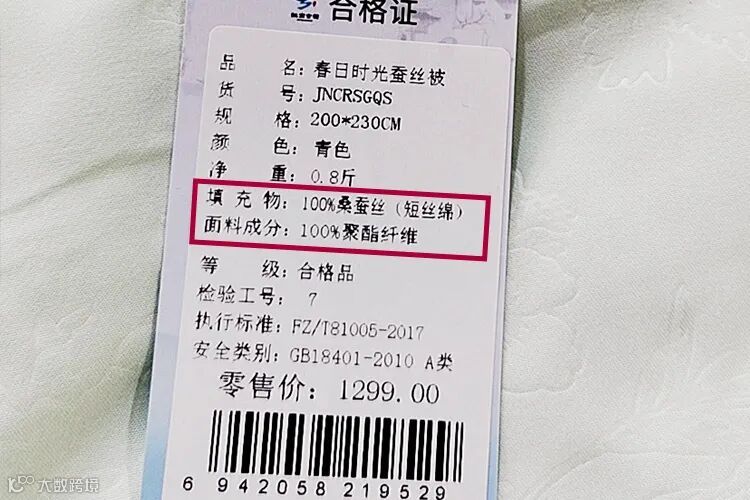 合格证
品 名：春日时光蚕丝被
货 号：JNCRSGQS
规 格：200*230CM
颜 色：青色
净 重：0.8斤
填 充 物：100%桑蚕丝（短丝绵）
面料成分：100%聚酯纤维
等 级：合格品
检验工号：7
执行标准：FZ/T81005-2017
安全类别：GB18401-2010 A类
零售价：1299.00
6 942058 219529
大数跨境